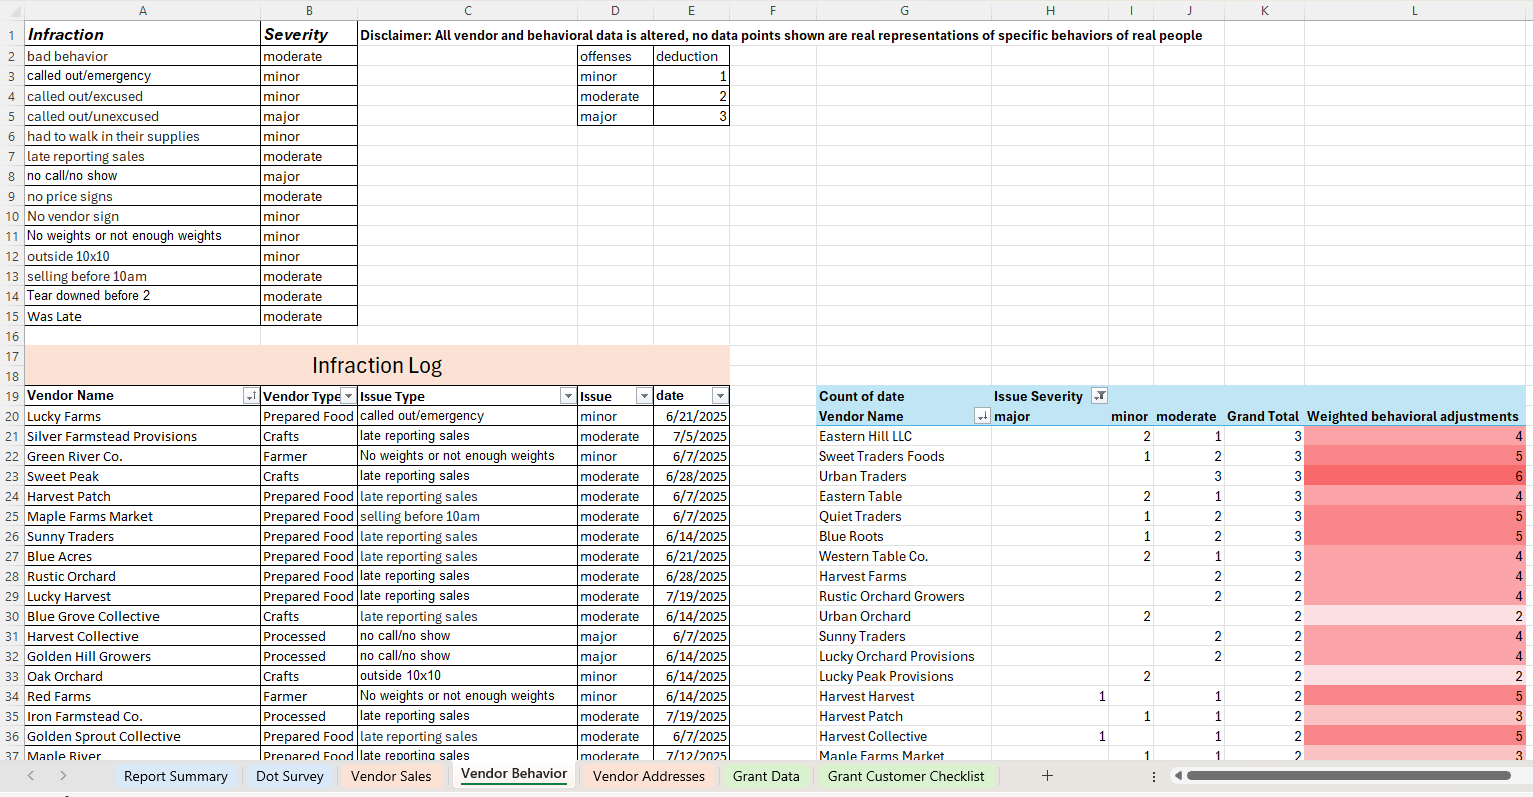 A B C D E F G H I J K L
1 Infraction Severity Disclaimer: All vendor and behavioral data is altered, no data points shown are real representations of specific behaviors of real people
2 bad behavior moderate offenses deduction
3 called out/emergency minor minor 1
4 called out/excused minor moderate 2
5 called out/unexcused major major 3
6 had to walk in their supplies minor
7 late reporting sales moderate
8 no call/no show major
9 no price signs moderate
10 No vendor sign minor
11 No weights or not enough weights minor
12 outside 10x10 minor
13 selling before 10am moderate
14 Tear downed before 2 moderate
15 Was Late moderate
16
17
Infraction Log
18
19 Vendor Name Vendor Type Issue Type Issue date Count of date Issue Severity
20 Lucky Farms Prepared Food called out/emergency minor 6/21/2025 Vendor Name major minor moderate Grand Total Weighted behavioral adjustments
21 Silver Farmstead Provisions Crafts late reporting sales moderate 7/5/2025 Eastern Hill LLC 2 1 3 4
22 Green River Co. Farmer No weights or not enough weights minor 6/7/2025 Sweet Traders Foods 1 2 3 5
23 Sweet Peak Crafts late reporting sales moderate 6/28/2025 Urban Traders 3 3 6
24 Harvest Patch Prepared Food late reporting sales moderate 6/7/2025 Eastern Table 2 1 3 4
25 Maple Farms Market Prepared Food selling before 10am moderate 6/7/2025 Quiet Traders 1 2 3 5
26 Sunny Traders Prepared Food late reporting sales moderate 6/14/2025 Blue Roots 1 2 3 5
27 Blue Acres Prepared Food late reporting sales moderate 6/21/2025 Western Table Co. 2 1 3 4
28 Rustic Orchard Prepared Food late reporting sales moderate 6/28/2025 Harvest Farms 2 2 4
29 Lucky Harvest Prepared Food late reporting sales moderate 7/19/2025 Rustic Orchard Growers 2 2 4
30 Blue Grove Collective Crafts late reporting sales moderate 6/14/2025 Urban Orchard 2 2 2
31 Harvest Collective Processed no call/no show major 6/7/2025 Sunny Traders 2 2 4
32 Golden Hill Growers Processed no call/no show major 6/14/2025 Lucky Orchard Provisions 2 2 4
33 Oak Orchard Crafts outside 10x10 minor 6/14/2025 Lucky Peak Provisions 2 2 2
34 Red Farms Farmer No weights or not enough weights minor 6/14/2025 Harvest Harvest 1 1 2 5
35 Iron Farmstead Co. Processed late reporting sales moderate 7/19/2025 Harvest Patch 1 1 2 3
36 Golden Sprout Collective Prepared Food late reporting sales moderate 6/7/2025 Harvest Collective 1 1 2 5
37 Maple River Prepared Food late reporting sales moderate 7/12/2025 Maple Farms Market 1 1 2 3
Report Summary Dot Survey Vendor Sales Vendor Behavior Vendor Addresses Grant Data Grant Customer Checklist